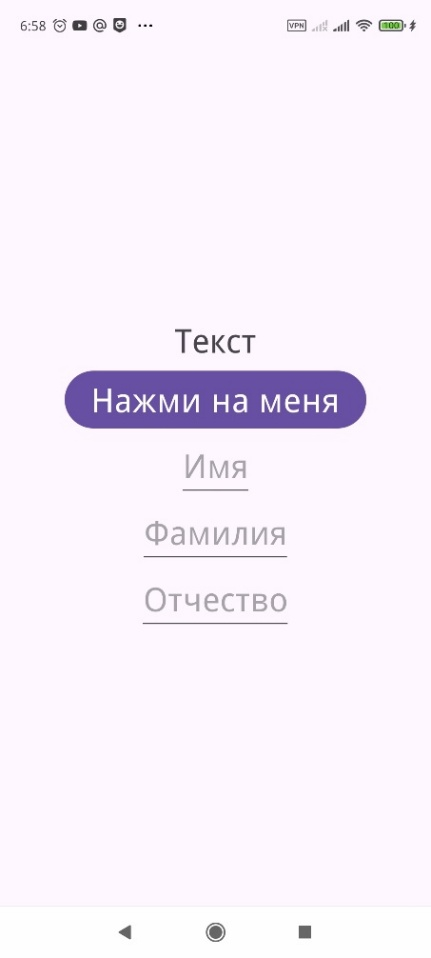 6:58 @ ... VPN 100
Текст
Нажми на меня
Имя
Фамилия
Отчество